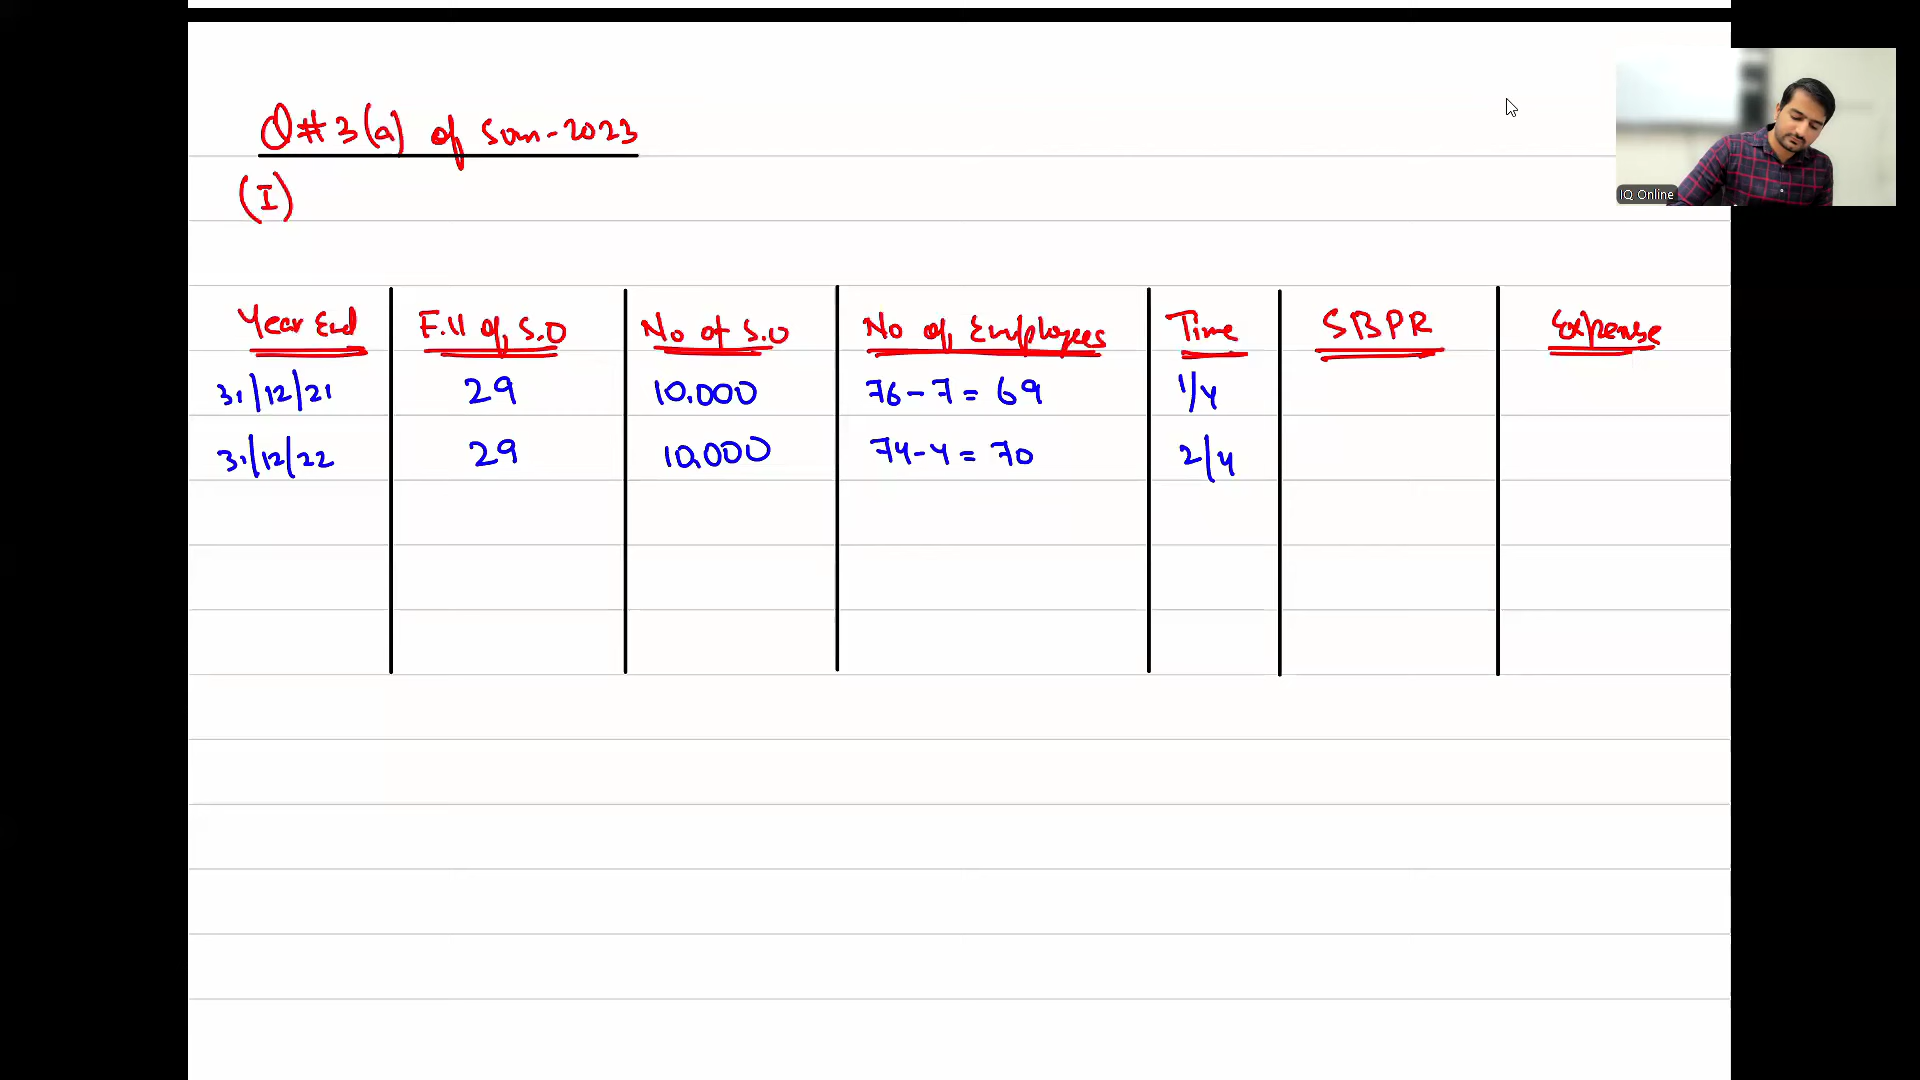 Q#3(a) of Sum-2023
(I)
IQ Online
Year End F.V of S.O No of S.O No of Employees Time SBPR Expense
31/12/21 29 10,000 76-7=69 1/4
31/12/22 29 10,000 74-4=70 2/4